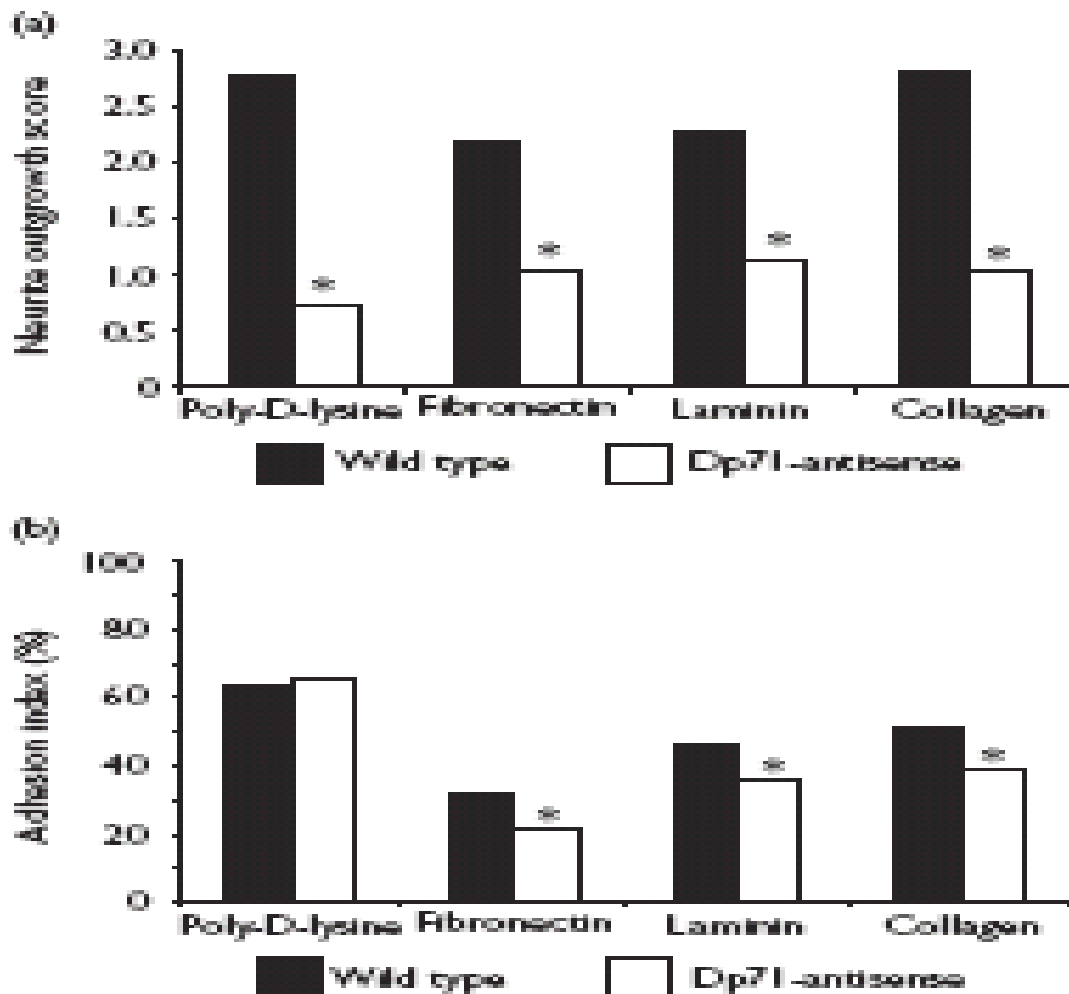 (a)
Neurite outgrowth score
3.0
2.5
2.0
1.5
1.0
0.5
0
*
*
*
*
Poly-D-lysine Fibronectin Laminin Collagen
Wild type Dp71-antisense
(b)
Adhesion index (%)
100
80
60
40
20
0
*
*
*
Poly-D-lysine Fibronectin Laminin Collagen
Wild type Dp71-antisense